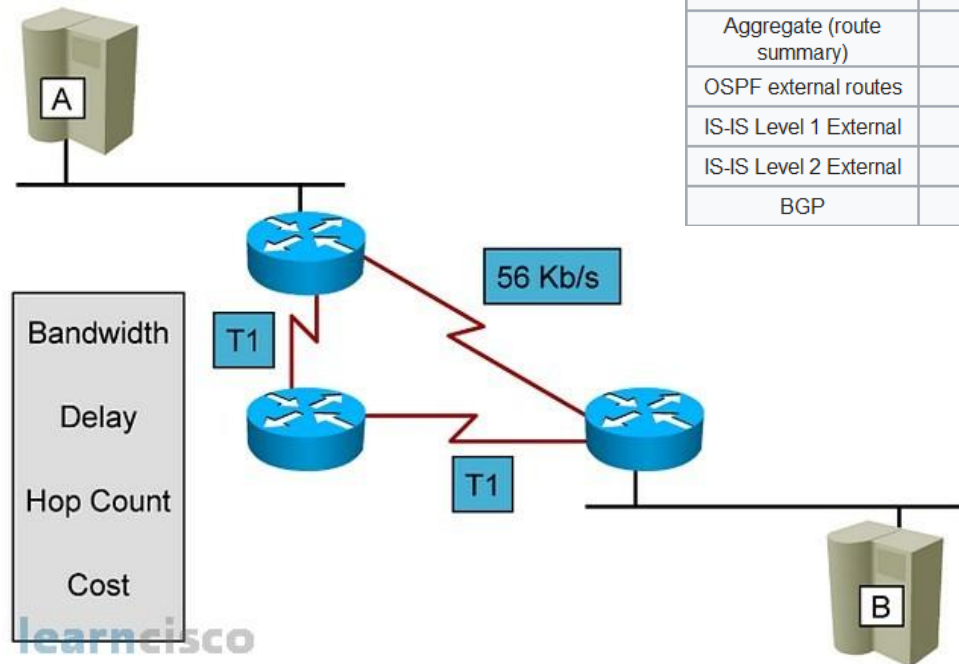 Aggregate (route
summary)
OSPF external routes
IS-IS Level 1 External
IS-IS Level 2 External
BGP
A
56 Kb/s
T1
Bandwidth
Delay
Hop Count
Cost
T1
B
learncisco